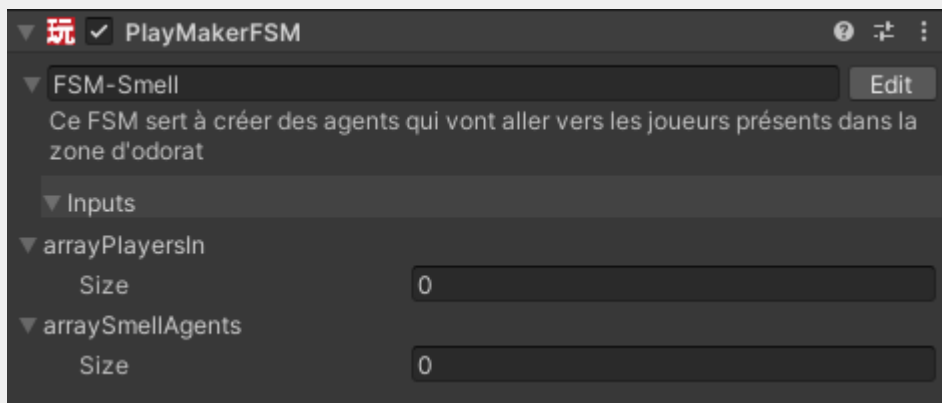 玩 PlayMakerFSM
FSM-Smell Edit
Ce FSM sert à créer des agents qui vont aller vers les joueurs présents dans la
zone d'odorat
Inputs
arrayPlayersIn
Size 0
arraySmellAgents
Size 0